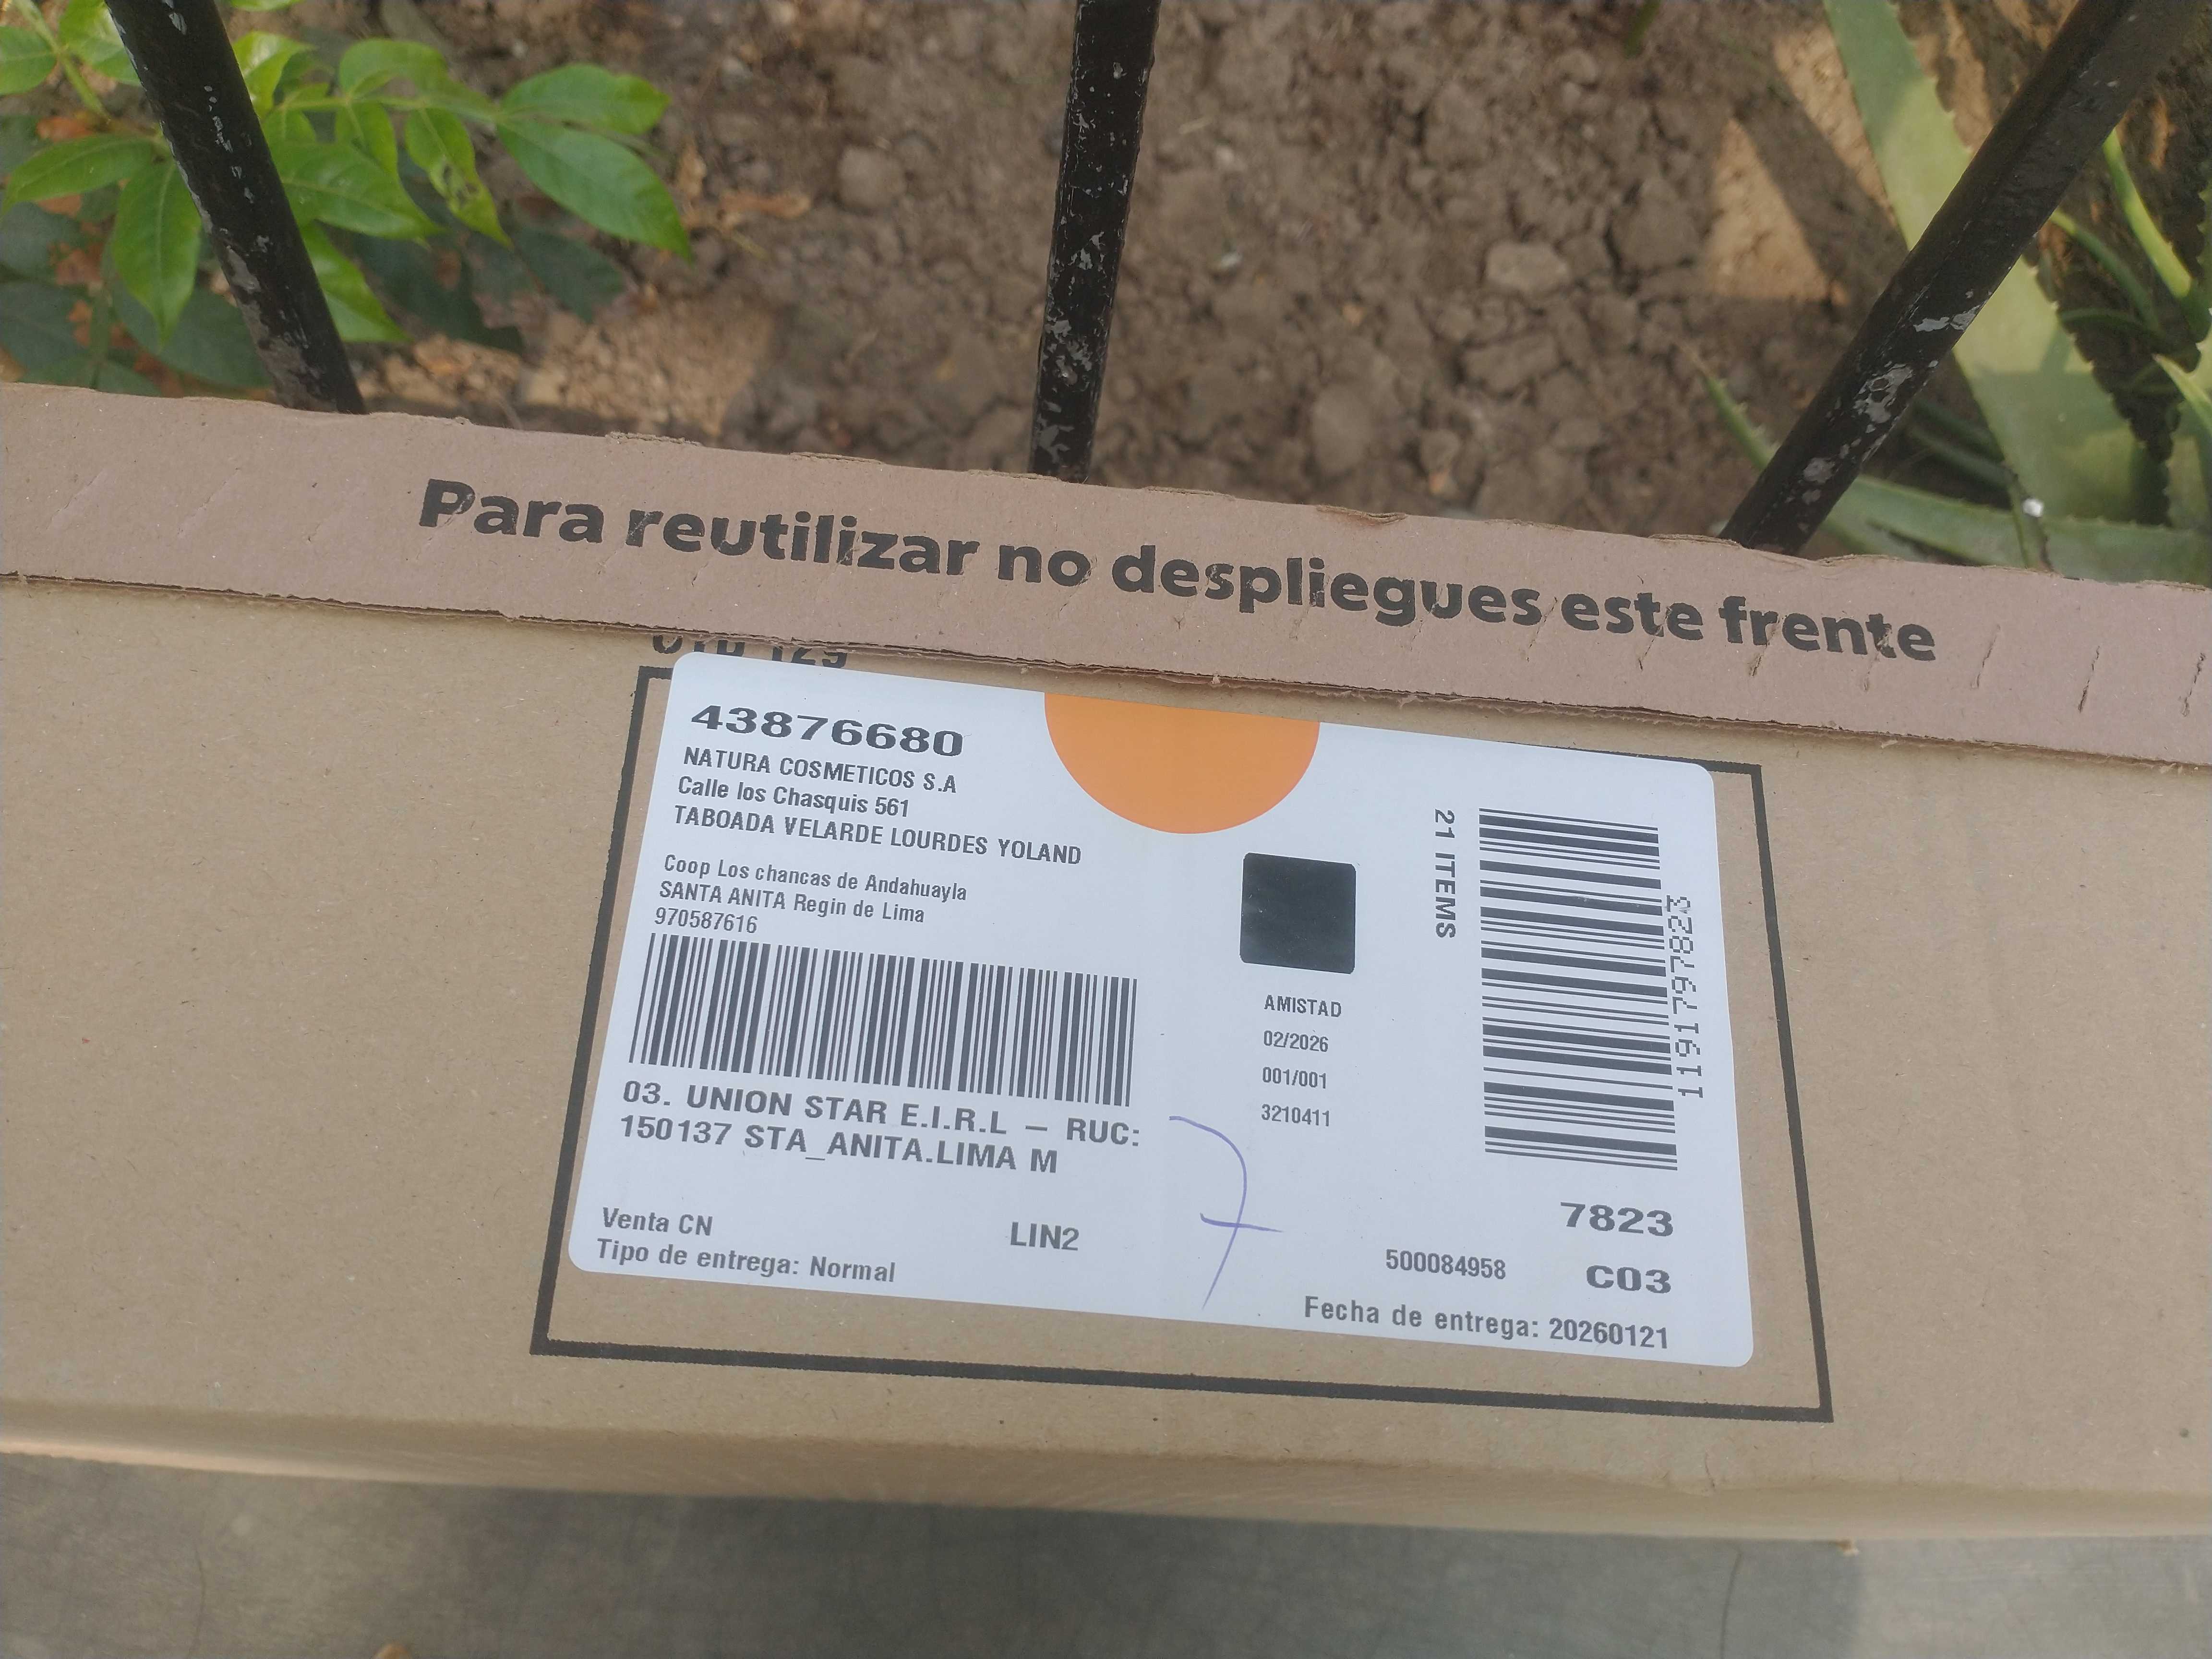 Para reutilizar no despliegues este frente
43876680
NATURA COSMETICOS S.A
Calle los Chasquis 561
TABOADA VELARDE LOURDES YOLAND
Coop Los chancas de Andahuayla
SANTA ANITA Regin de Lima
970587616
03. UNION STAR E.I.R.L – RUC:
150137 STA_ANITA.LIMA M
Venta CN
LIN2
Tipo de entrega: Normal
AMISTAD
02/2026
001/001
3210411
7
21 ITEMS
7823
500084958
C03
Fecha de entrega: 20260121